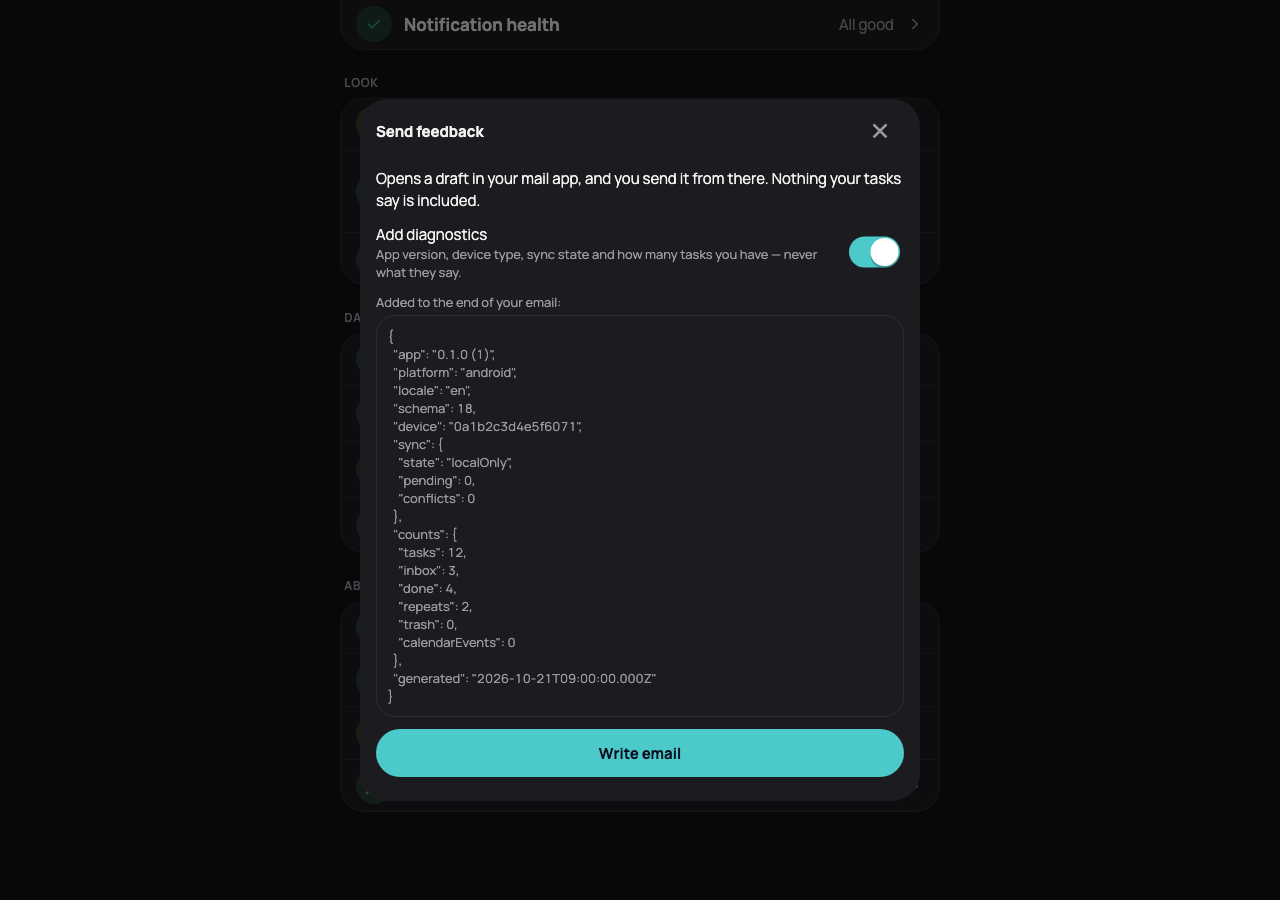 Notification health
All good
LOOK
Send feedback
Opens a draft in your mail app, and you send it from there. Nothing your tasks
say is included.
Add diagnostics
App version, device type, sync state and how many tasks you have — never
what they say.
Added to the end of your email:
{
"app": "0.1.0 (1)",
"platform": "android",
"locale": "en",
"schema": 18,
"device": "0a1b2c3d4e5f6071",
"sync": {
"state": "localOnly",
"pending": 0,
"conflicts": 0
},
"counts": {
"tasks": 12,
"inbox": 3,
"done": 4,
"repeats": 2,
"trash": 0,
"calendarEvents": 0
},
"generated": "2026-10-21T09:00:00.000Z"
}
Write email